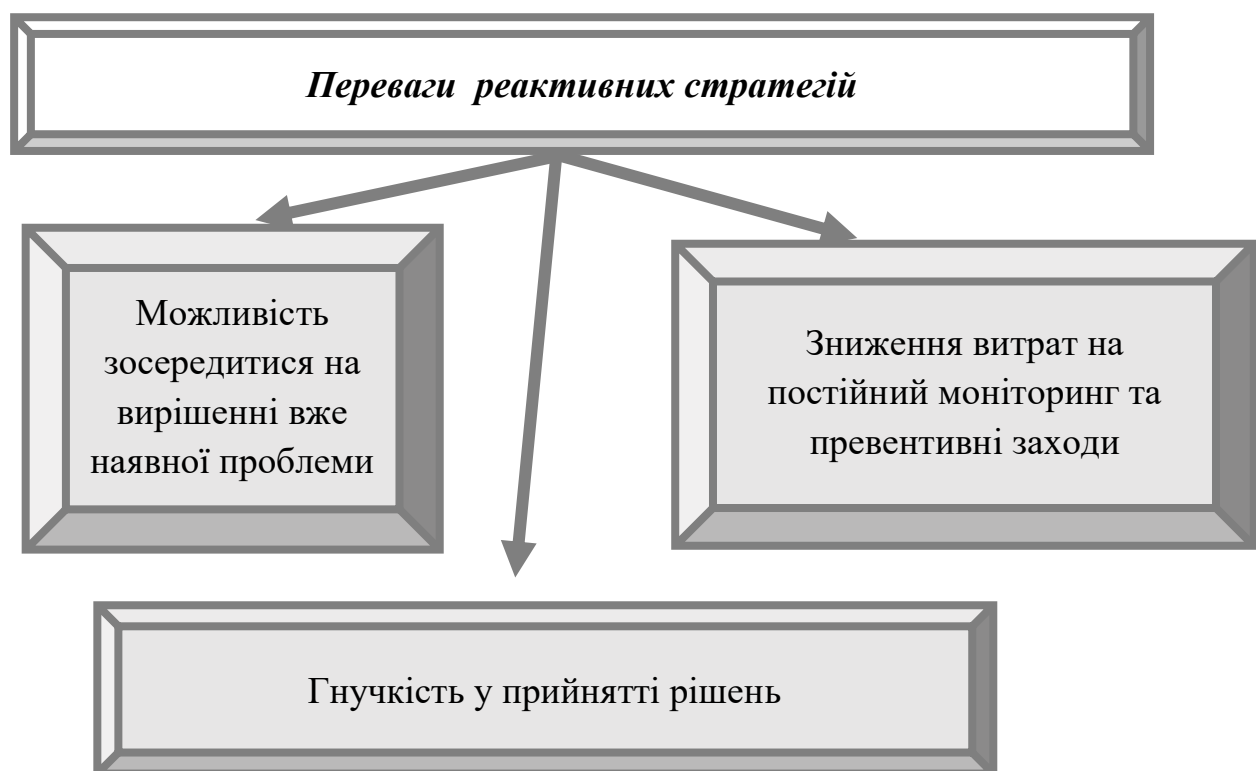 Переваги реактивних стратегій
Можливість
зосередитися на
вирішенні вже
наявної проблеми
Зниження витрат на
постійний моніторинг та
превентивні заходи
Гнучкість у прийнятті рішень